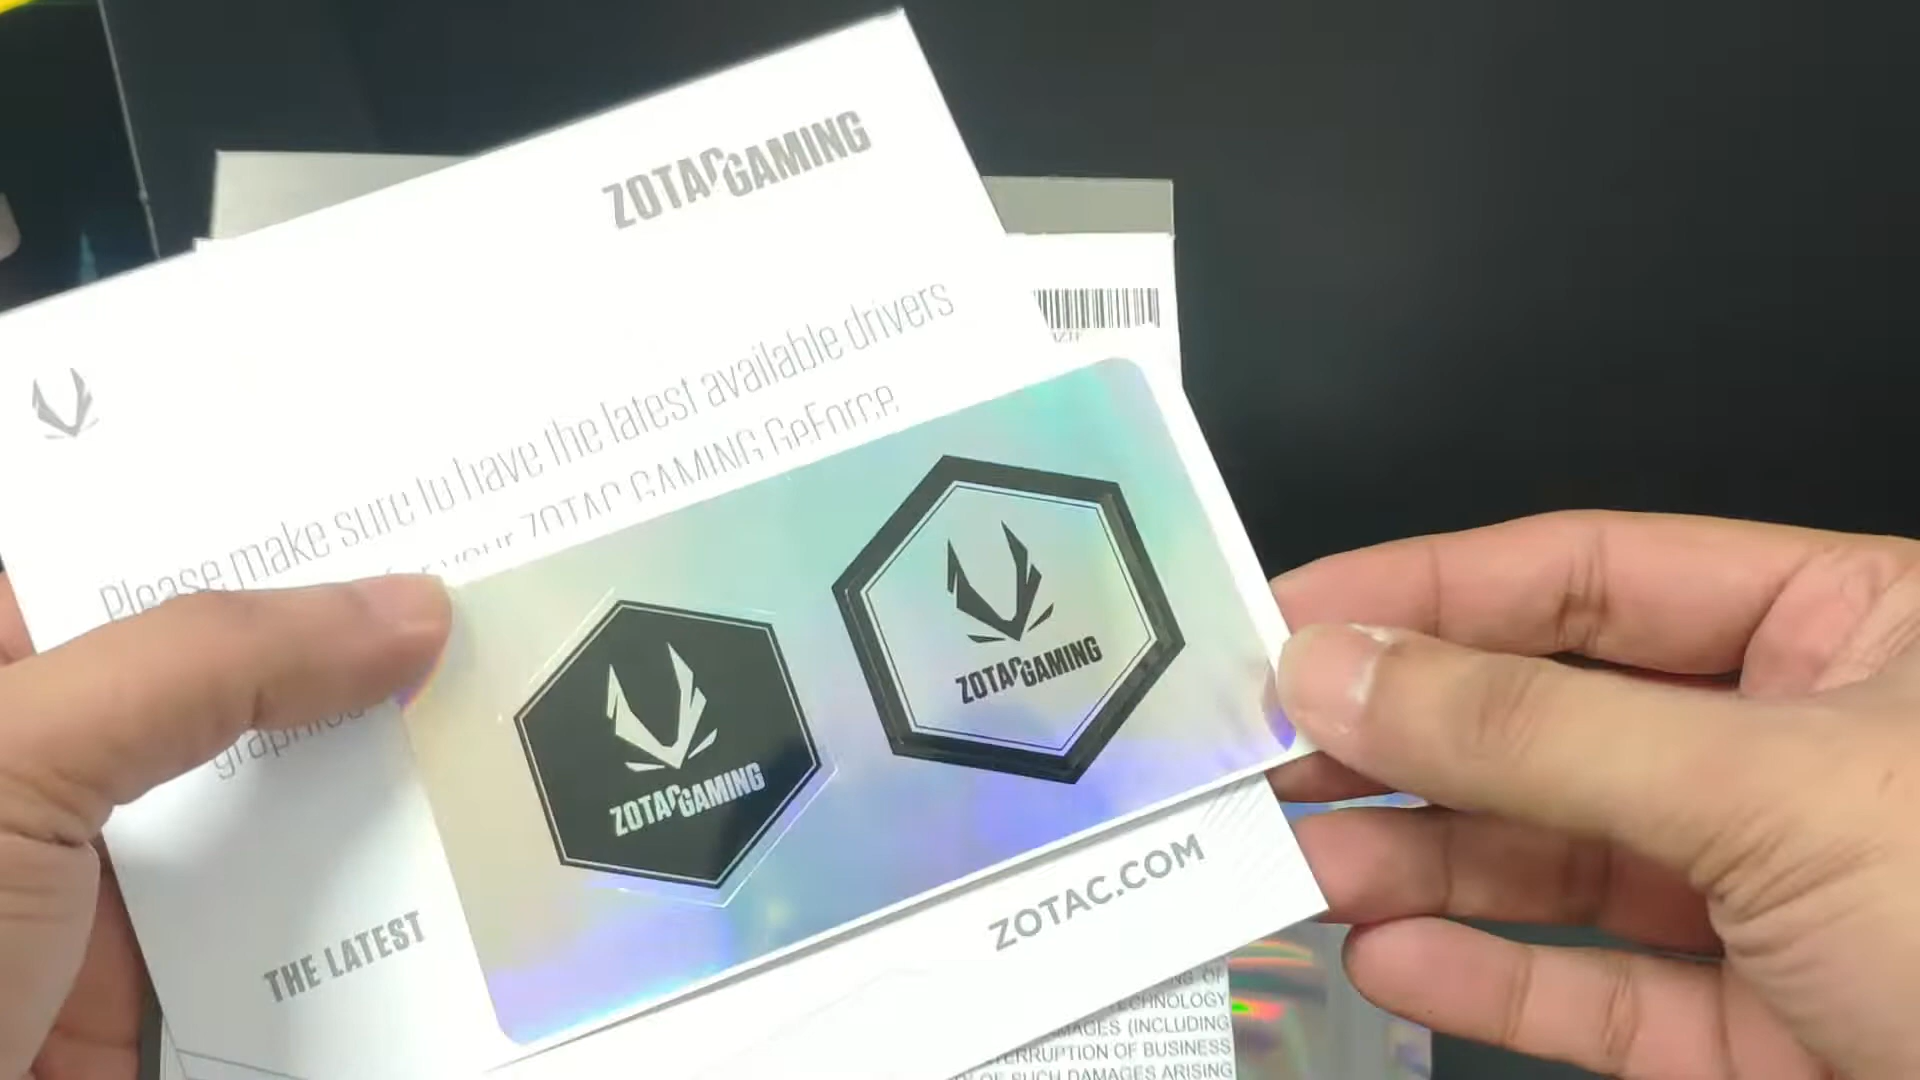 ZOTAC GAMING
Please make sure to have the latest available drivers
for your ZOTAC GAMING GeForce
graphics
ZOTAC GAMING
ZOTAC GAMING
THE LATEST
ZOTAC.COM
OF
TECHNOLOGY
DAMAGES (INCLUDING
INTERRUPTION OF BUSINESS
OF SUCH DAMAGES ARISING